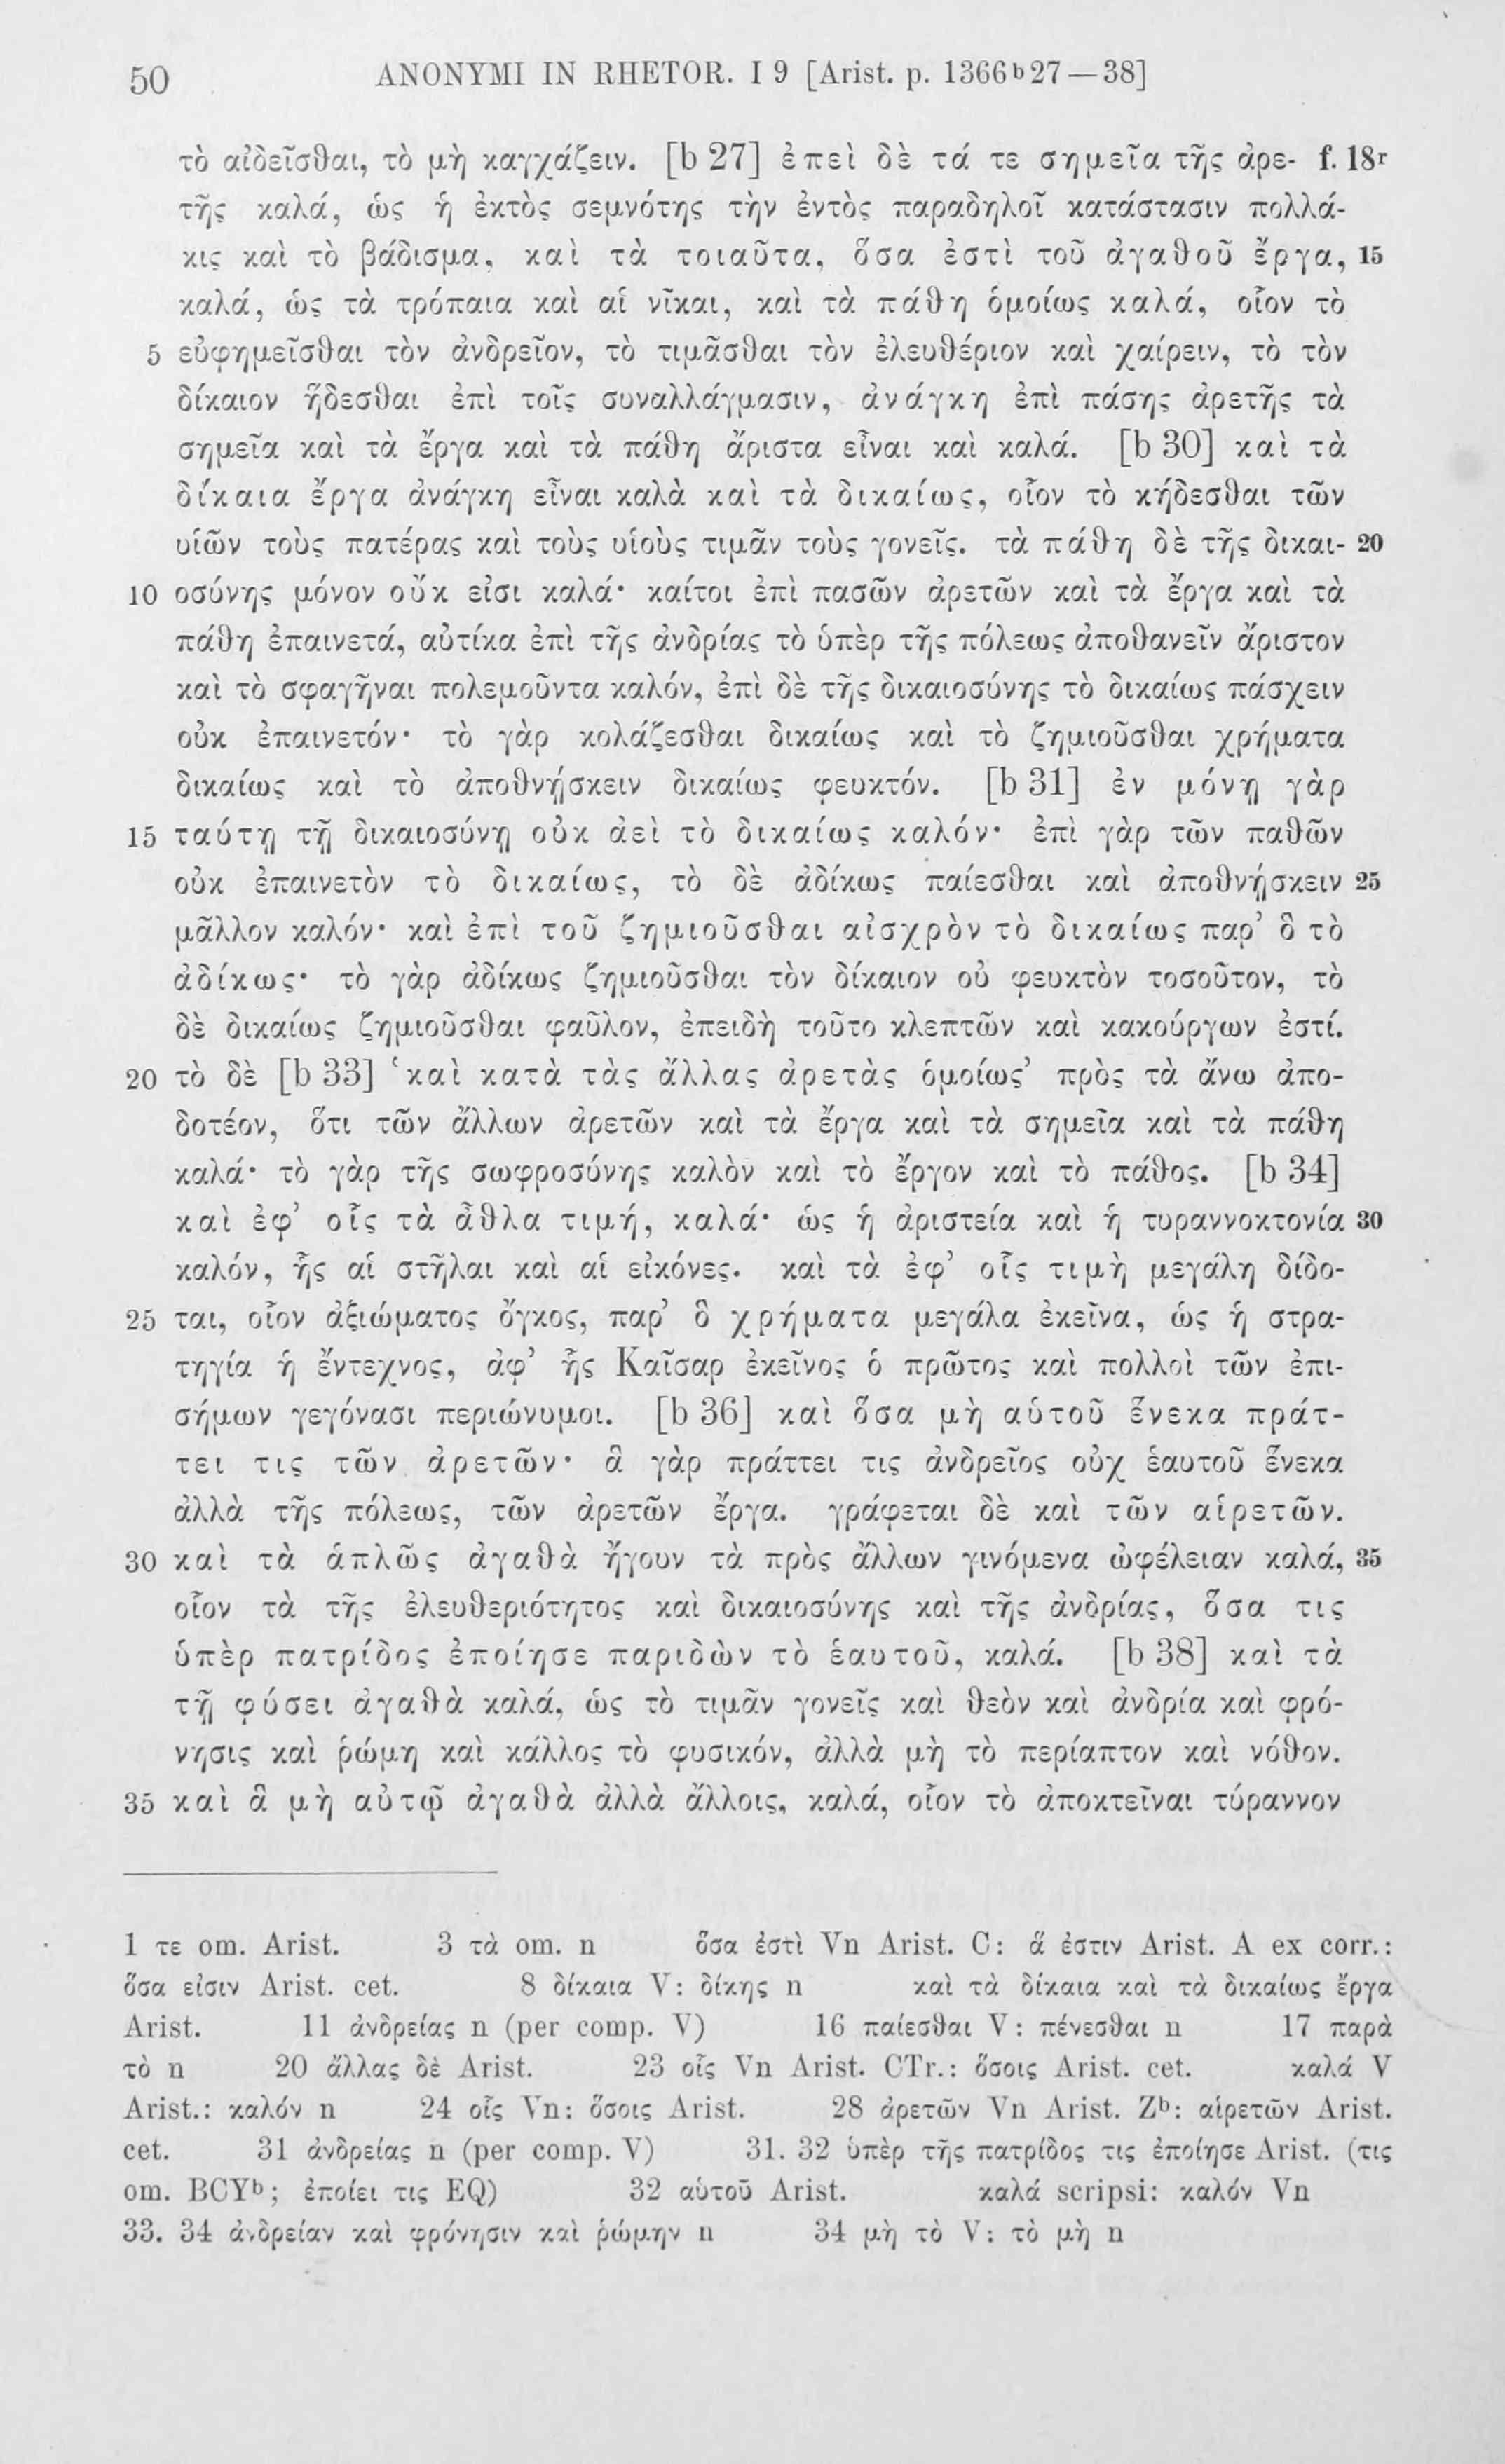 50 ANONYMI IN RHETOR. I 9 [Arist. p. 1366ᵇ27—38]
τὸ αἰδεῖσθαι, τὸ μὴ καγχάζειν. [b 27] ἐπεὶ δὲ τά τε σημεῖα τῆς ἀρε- f. 18ʳ
τῆς καλά, ὡς ἡ ἐκτὸς σεμνότης τὴν ἐντὸς παραδηλοῖ κατάστασιν πολλά-
κις καὶ τὸ βάδισμα, καὶ τὰ τοιαῦτα, ὅσα ἐστὶ τοῦ ἀγαθοῦ ἔργα, 15
καλά, ὡς τὰ τρόπαια καὶ αἱ νῖκαι, καὶ τὰ πάθη ὁμοίως καλά, οἷον τὸ
5 εὐφημεῖσθαι τὸν ἀνδρεῖον, τὸ τιμᾶσθαι τὸν ἐλευθέριον καὶ χαίρειν, τὸ τὸν
δίκαιον ἥδεσθαι ἐπὶ τοῖς συναλλάγμασιν, ἀνάγκη ἐπὶ πάσης ἀρετῆς τὰ
σημεῖα καὶ τὰ ἔργα καὶ τὰ πάθη ἄριστα εἶναι καὶ καλά. [b 30] καὶ τὰ
δίκαια ἔργα ἀνάγκη εἶναι καλὰ καὶ τὰ δικαίως, οἷον τὸ κήδεσθαι τῶν
υἱῶν τοὺς πατέρας καὶ τοὺς υἱοὺς τιμᾶν τοὺς γονεῖς. τὰ πάθη δὲ τῆς δικαι- 20
10 οσύνης μόνον οὔκ εἰσι καλά· καίτοι ἐπὶ πασῶν ἀρετῶν καὶ τὰ ἔργα καὶ τὰ
πάθη ἐπαινετά, αὐτίκα ἐπὶ τῆς ἀνδρίας τὸ ὑπὲρ τῆς πόλεως ἀποθανεῖν ἄριστον
καὶ τὸ σφαγῆναι πολεμοῦντα καλόν, ἐπὶ δὲ τῆς δικαιοσύνης τὸ δικαίως πάσχειν
οὐκ ἐπαινετόν· τὸ γὰρ κολάζεσθαι δικαίως καὶ τὸ ζημιοῦσθαι χρήματα
δικαίως καὶ τὸ ἀποθνῄσκειν δικαίως φευκτόν. [b 31] ἐν μόνῃ γὰρ
15 ταύτῃ τῇ δικαιοσύνῃ οὐκ ἀεὶ τὸ δικαίως καλόν· ἐπὶ γὰρ τῶν παθῶν
οὐκ ἐπαινετὸν τὸ δικαίως, τὸ δὲ ἀδίκως παίεσθαι καὶ ἀποθνῄσκειν 25
μᾶλλον καλόν· καὶ ἐπὶ τοῦ ζημιοῦσθαι αἰσχρὸν τὸ δικαίως παρ’ ὃ τὸ
ἀδίκως· τὸ γὰρ ἀδίκως ζημιοῦσθαι τὸν δίκαιον οὐ φευκτὸν τοσοῦτον, τὸ
δὲ δικαίως ζημιοῦσθαι φαῦλον, ἐπειδὴ τοῦτο κλεπτῶν καὶ κακούργων ἐστί.
20 τὸ δὲ [b 33] ‘καὶ κατὰ τὰς ἄλλας ἀρετὰς ὁμοίως’ πρὸς τὰ ἄνω ἀπο-
δοτέον, ὅτι τῶν ἄλλων ἀρετῶν καὶ τὰ ἔργα καὶ τὰ σημεῖα καὶ τὰ πάθη
καλά· τὸ γὰρ τῆς σωφροσύνης καλὸν καὶ τὸ ἔργον καὶ τὸ πάθος. [b 34]
καὶ ἐφ’ οἷς τὰ ἆθλα τιμή, καλά· ὡς ἡ ἀριστεία καὶ ἡ τυραννοκτονία 30
καλόν, ἧς αἱ στῆλαι καὶ αἱ εἰκόνες. καὶ τὰ ἐφ’ οἷς τιμὴ μεγάλη δίδο-
25 ται, οἷον ἀξιώματος ὄγκος, παρ’ ὃ χρήματα μεγάλα ἐκεῖνα, ὡς ἡ στρα-
τηγία ἡ ἔντεχνος, ἀφ’ ἧς Καῖσαρ ἐκεῖνος ὁ πρῶτος καὶ πολλοὶ τῶν ἐπι-
σήμων γεγόνασι περιώνυμοι. [b 36] καὶ ὅσα μὴ αὑτοῦ ἕνεκα πράτ-
τει τις τῶν ἀρετῶν· ἃ γὰρ πράττει τις ἀνδρεῖος οὐχ ἑαυτοῦ ἕνεκα
ἀλλὰ τῆς πόλεως, τῶν ἀρετῶν ἔργα. γράφεται δὲ καὶ τῶν αἱρετῶν.
30 καὶ τὰ ἁπλῶς ἀγαθὰ ἤγουν τὰ πρὸς ἄλλων γινόμενα ὠφέλειαν καλά, 35
οἷον τὰ τῆς ἐλευθεριότητος καὶ δικαιοσύνης καὶ τῆς ἀνδρίας, ὅσα τις
ὑπὲρ πατρίδος ἐποίησε παριδὼν τὸ ἑαυτοῦ, καλά. [b 38] καὶ τὰ
τῇ φύσει ἀγαθὰ καλά, ὡς τὸ τιμᾶν γονεῖς καὶ θεὸν καὶ ἀνδρία καὶ φρό-
νησις καὶ ῥώμη καὶ κάλλος τὸ φυσικόν, ἀλλὰ μὴ τὸ περίαπτον καὶ νόθον.
35 καὶ ἃ μὴ αὐτῷ ἀγαθὰ ἀλλὰ ἄλλοις, καλά, οἷον τὸ ἀποκτεῖναι τύραννον
1 τε om. Arist. 3 τὰ om. n ὅσα ἐστὶ Vn Arist. C: ἅ ἐστιν Arist. A ex corr.:
ὅσα εἰσιν Arist. cet. 8 δίκαια V: δίκης n καὶ τὰ δίκαια καὶ τὰ δικαίως ἔργα
Arist. 11 ἀνδρείας n (per comp. V) 16 παίεσθαι V: πένεσθαι n 17 παρὰ
τὸ n 20 ἄλλας δὲ Arist. 23 οἷς Vn Arist. CTr.: ὅσοις Arist. cet. καλά V
Arist.: καλόν n 24 οἷς Vn: ὅσοις Arist. 28 ἀρετῶν Vn Arist. Zᵇ: αἱρετῶν Arist.
cet. 31 ἀνδρείας n (per comp. V) 31. 32 ὑπὲρ τῆς πατρίδος τις ἐποίησε Arist. (τις
om. BCYᵇ; ἐποίει τις EQ) 32 αὑτοῦ Arist. καλά scripsi: καλόν Vn
33. 34 ἀνδρείαν καὶ φρόνησιν καὶ ῥώμην n 34 μὴ τὸ V: τὸ μὴ n